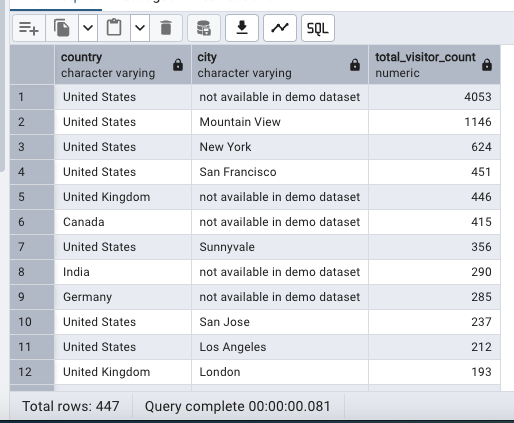 SQL
country city total_visitor_count
character varying character varying numeric
1 United States not available in demo dataset 4053
2 United States Mountain View 1146
3 United States New York 624
4 United States San Francisco 451
5 United Kingdom not available in demo dataset 446
6 Canada not available in demo dataset 415
7 United States Sunnyvale 356
8 India not available in demo dataset 290
9 Germany not available in demo dataset 285
10 United States San Jose 237
11 United States Los Angeles 212
12 United Kingdom London 193
Total rows: 447 Query complete 00:00:00.081